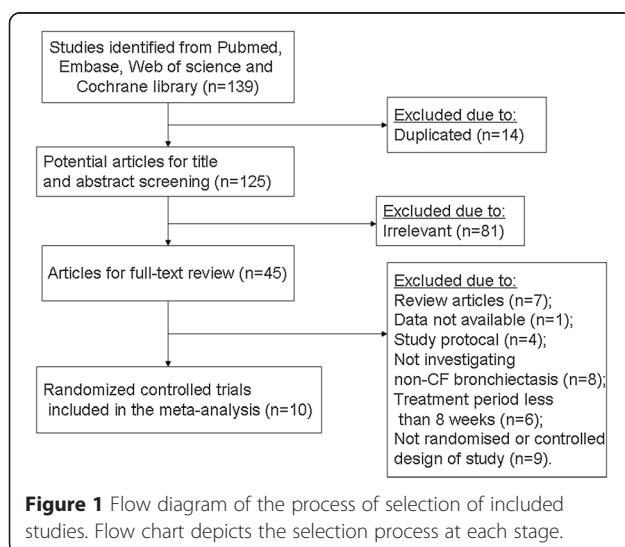 Studies identified from Pubmed,
Embase, Web of science and
Cochrane library (n=139)
Excluded due to:
Duplicated (n=14)
Potential articles for title
and abstract screening (n=125)
Excluded due to:
Irrelevant (n=81)
Articles for full-text review (n=45)
Excluded due to:
Review articles (n=7);
Data not available (n=1);
Study protocal (n=4);
Not investigating
non-CF bronchiectasis (n=8);
Treatment period less
than 8 weeks (n=6);
Not randomised or controlled
design of study (n=9).
Randomized controlled trials
included in the meta-analysis (n=10)
Figure 1 Flow diagram of the process of selection of included
studies. Flow chart depicts the selection process at each stage.